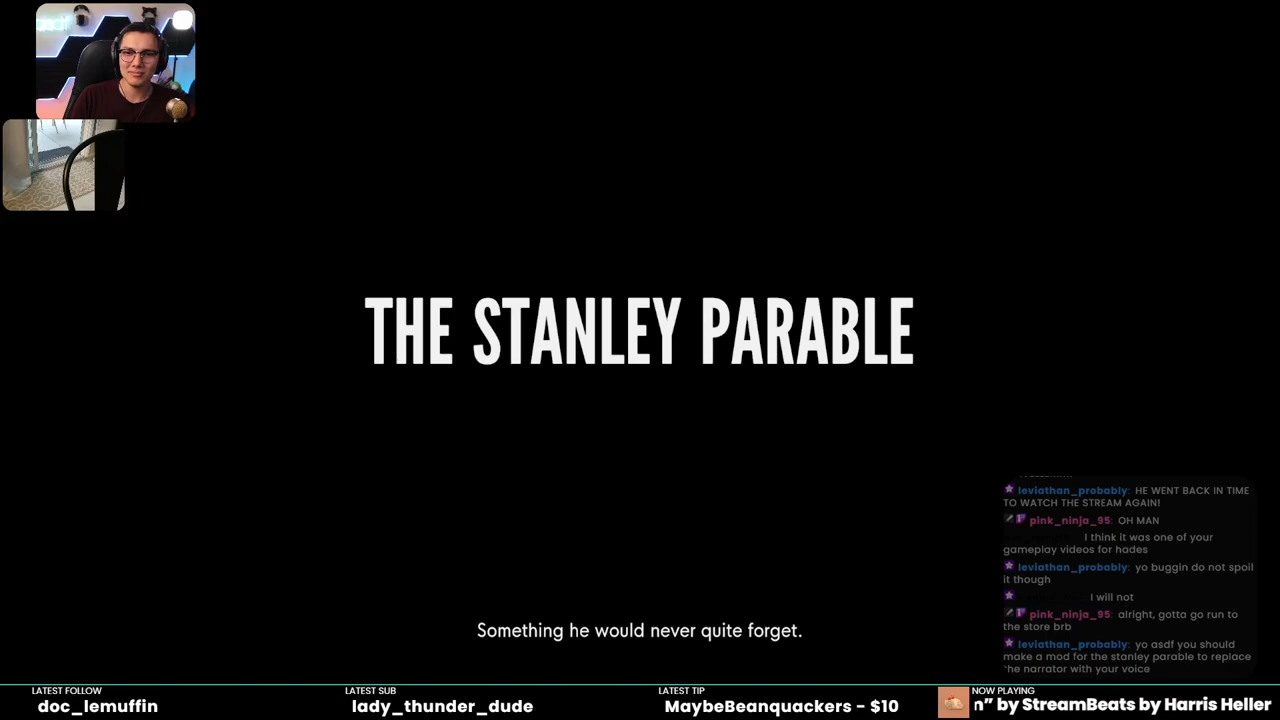 THE STANLEY PARABLE
leviathan_probably: HE WENT BACK IN TIME
TO WATCH THE STREAM AGAIN!
pink_ninja_95: OH MAN
I think it was one of your
gameplay videos for hades
leviathan_probably: yo buggin do not spoil
it though
I will not
pink_ninja_95: alright, gotta go run to
the store brb
leviathan_probably: yo asdf you should
make a mod for the stanley parable to replace
the narrator with your voice
Something he would never quite forget.
LATEST FOLLOW
doc_lemuffin
LATEST SUB
lady_thunder_dude
LATEST TIP
MaybeBeanquackers - $10
NOW PLAYING
n” by StreamBeats by Harris Heller